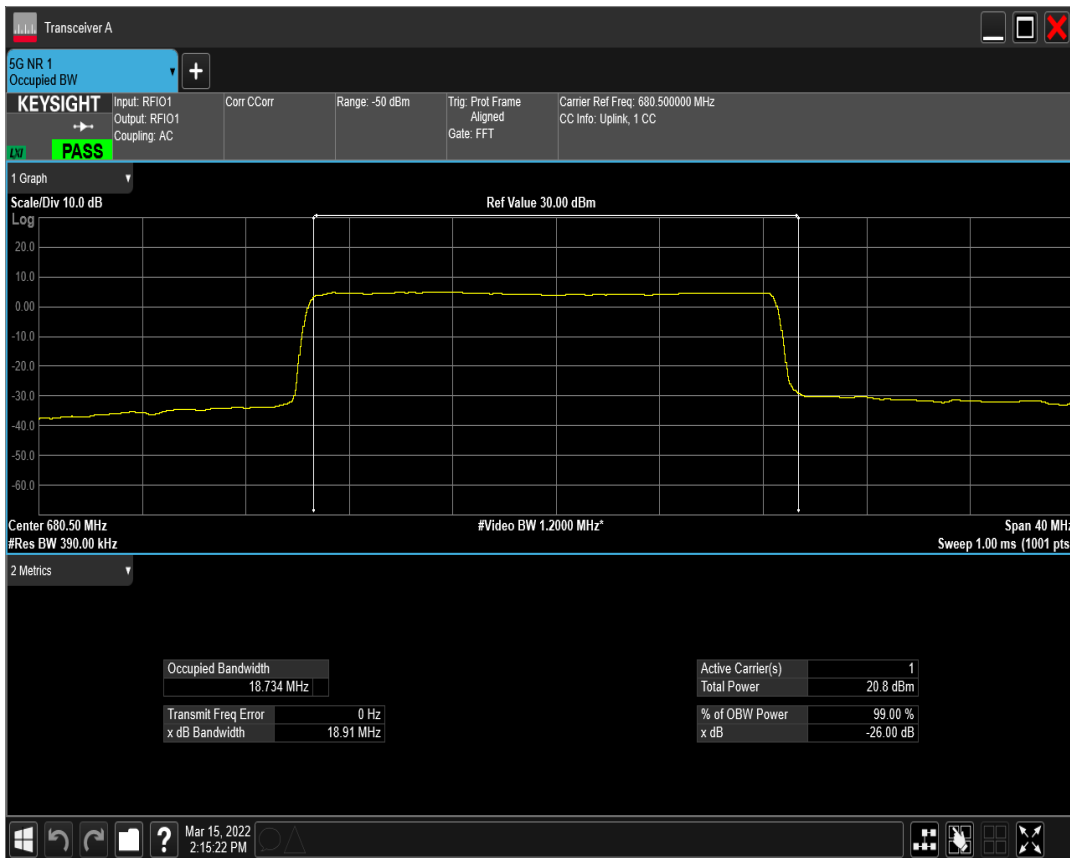 Transceiver A
5G NR 1
Occupied BW
KEYSIGHT
LXI
PASS
Input: RFIO1
Output: RFIO1
Coupling: AC
Corr CCorr
Range: -50 dBm
Trig: Prot Frame
Aligned
Gate: FFT
Carrier Ref Freq: 680.500000 MHz
CC Info: Uplink, 1 CC
1 Graph
Scale/Div 10.0 dB
Ref Value 30.00 dBm
Log
20.0
10.0
0.00
-10.0
-20.0
-30.0
-40.0
-50.0
-60.0
Center 680.50 MHz
#Video BW 1.2000 MHz*
Span 40 MHz
#Res BW 390.00 kHz
Sweep 1.00 ms (1001 pts
2 Metrics
Occupied Bandwidth
18.734 MHz
Transmit Freq Error 0 Hz
x dB Bandwidth 18.91 MHz
Active Carrier(s) 1
Total Power 20.8 dBm
% of OBW Power 99.00 %
x dB -26.00 dB
?
Mar 15, 2022
2:15:22 PM